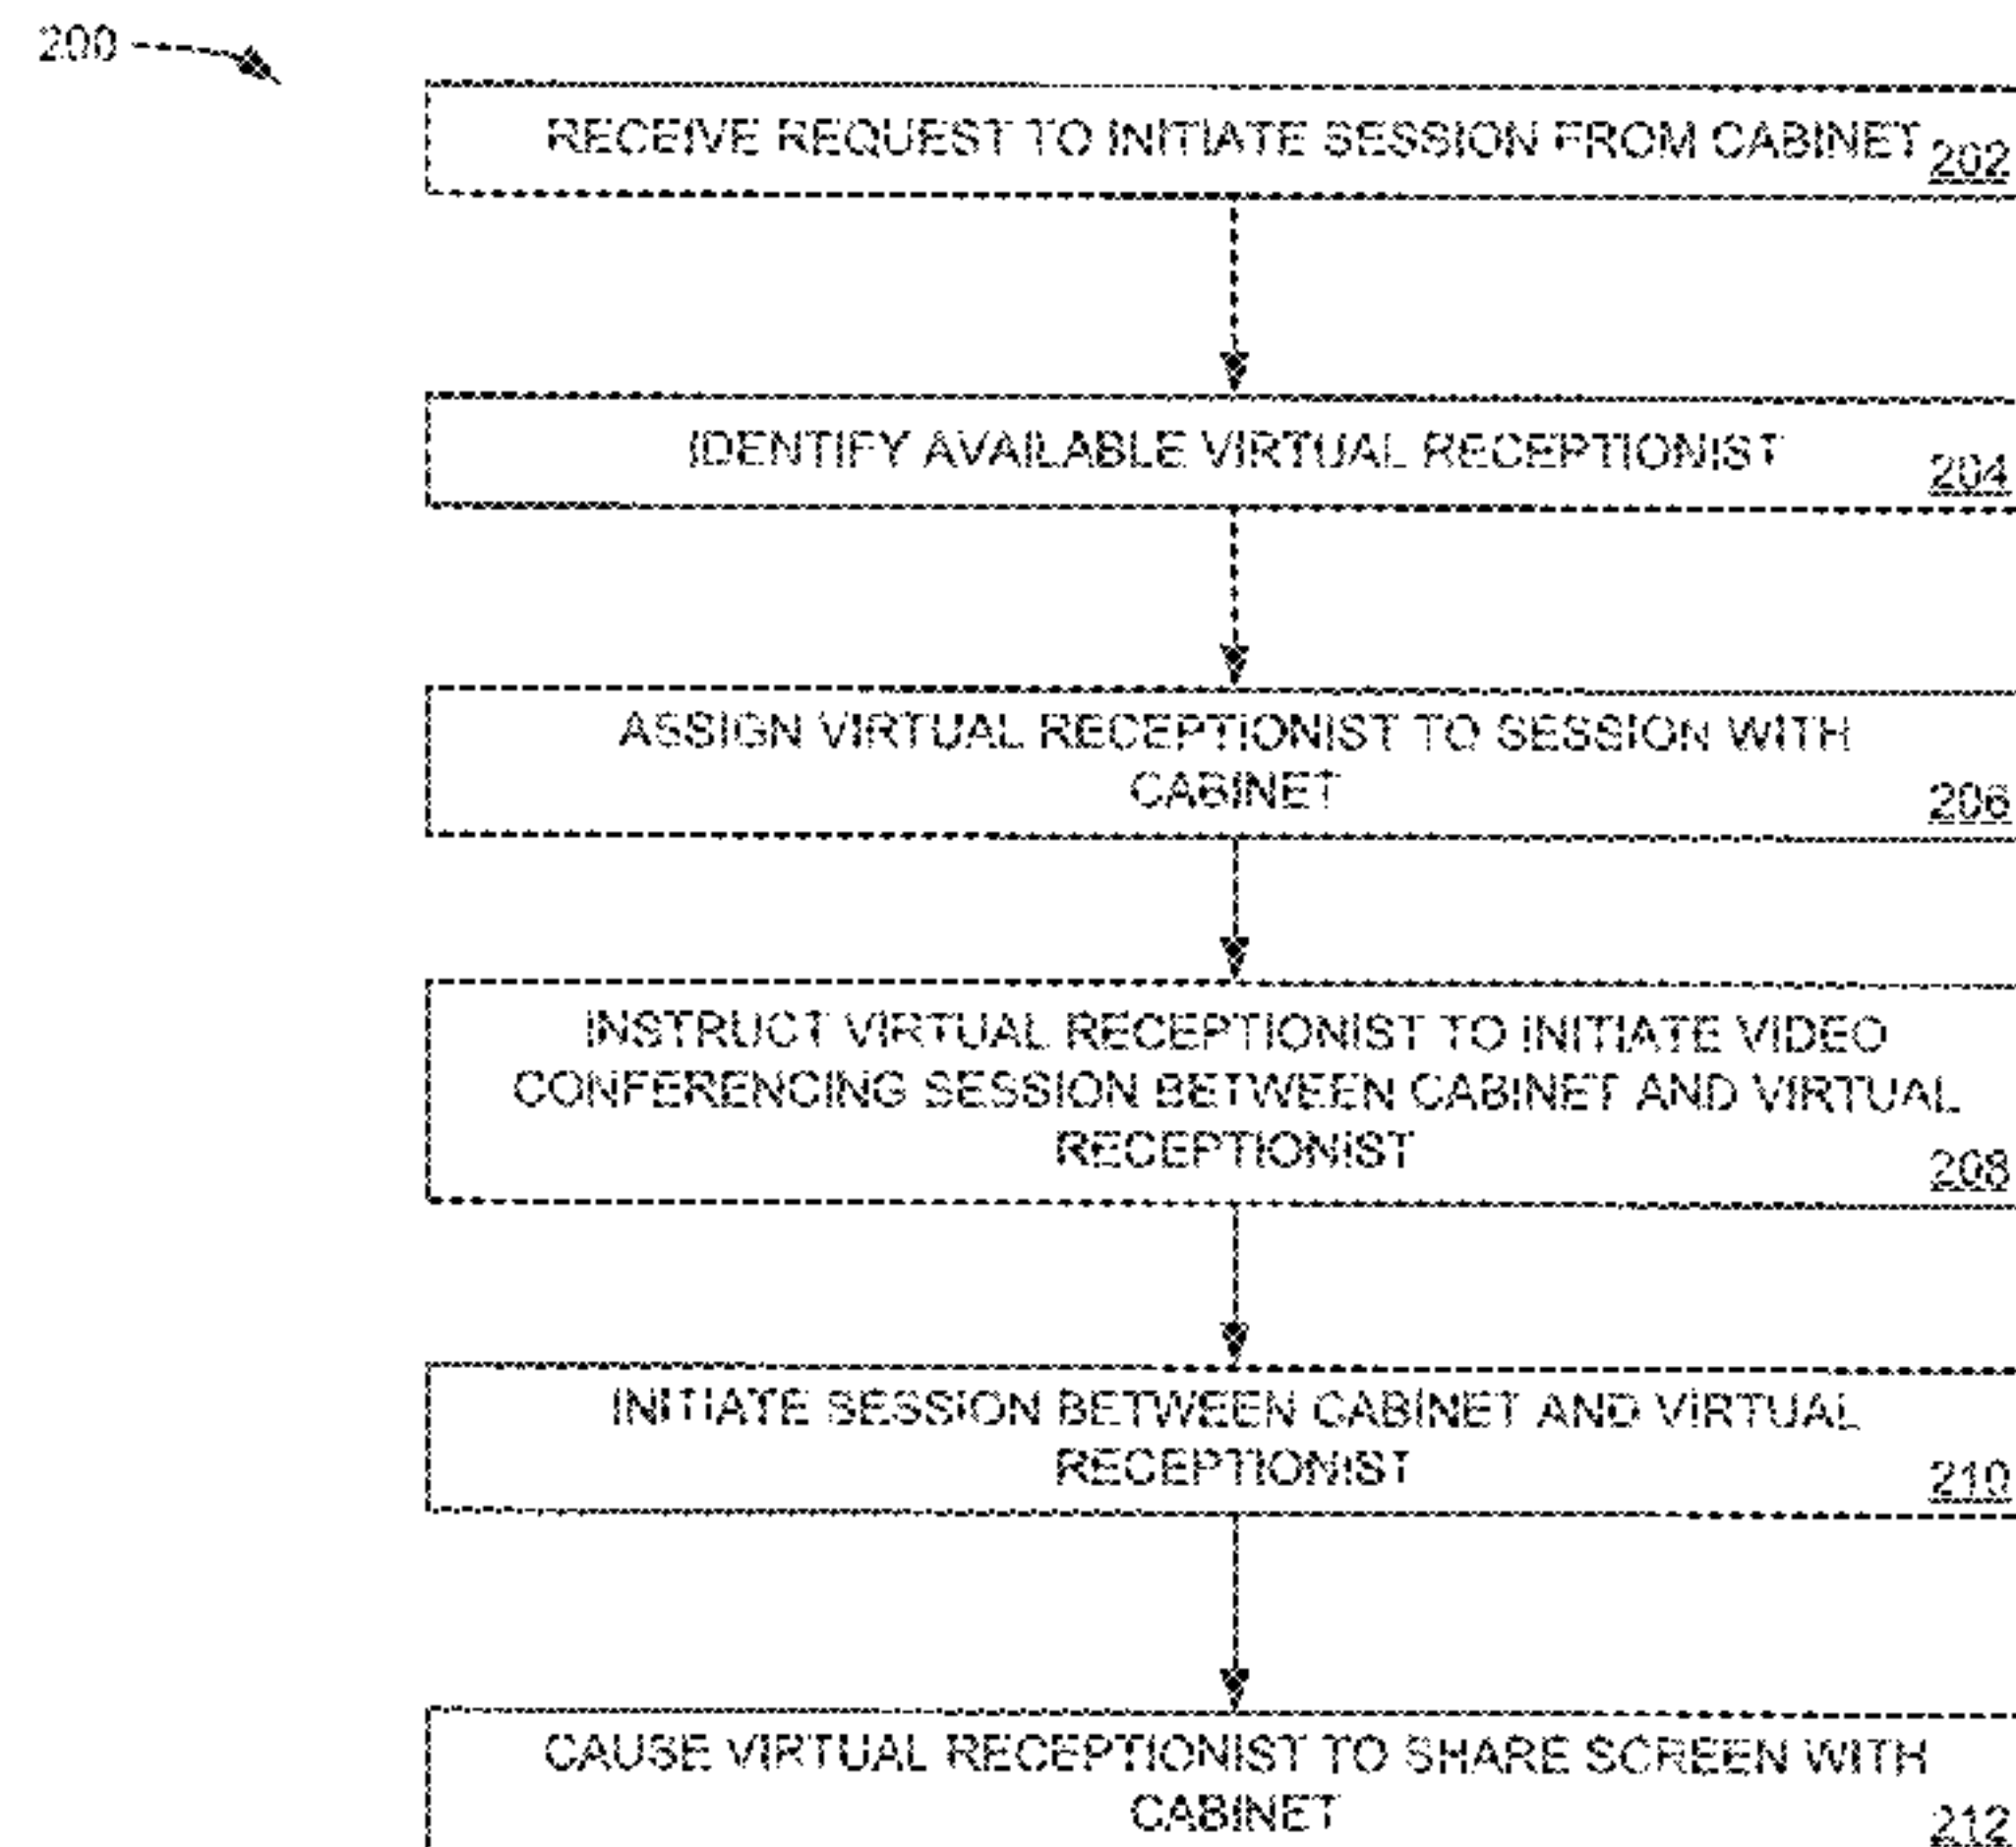 200
RECEIVE REQUEST TO INITIATE SESSION FROM CABINET 202
IDENTIFY AVAILABLE VIRTUAL RECEPTIONIST
204
ASSIGN VIRTUAL RECEPTIONIST TO SESSION WITH
CABINET
206
INSTRUCT VIRTUAL RECEPTIONIST TO INITIATE VIDEO
CONFERENCING SESSION BETWEEN CABINET AND VIRTUAL
RECEPTIONIST
208
INITIATE SESSION BETWEEN CABINET AND VIRTUAL
RECEPTIONIST
210
CAUSE VIRTUAL RECEPTIONIST TO SHARE SCREEN WITH
CABINET
212